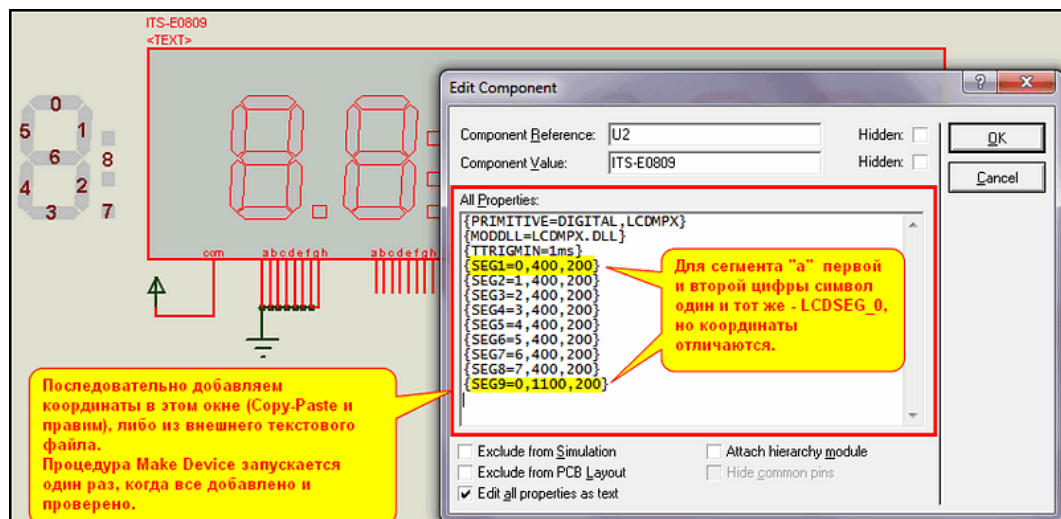 ITS-E0809
<TEXT>
0
5
1
6
8
4
2
3
7
com
abcdefgh
abcdefgh
Edit Component
Component Reference:
U2
Hidden:
Component Value:
ITS-E0809
Hidden:
OK
Cancel
All Properties:
{PRIMITIVE=DIGITAL,LCDMPX}
{MODDLL=LCDMPX.DLL}
{TTRIGMIN=1ms}
{SEG1=0,400,200}
{SEG2=1,400,200}
{SEG3=2,400,200}
{SEG4=3,400,200}
{SEG5=4,400,200}
{SEG6=5,400,200}
{SEG7=6,400,200}
{SEG8=7,400,200}
{SEG9=0,1100,200}
Для сегмента "а" первой
и второй цифры символ
один и тот же - LCDSEG_0,
но координаты
отличаются.
Последовательно добавляем
координаты в этом окне (Copy-Paste и
правим), либо из внешнего текстового
файла.
Процедура Make Device запускается
один раз, когда все добавлено и
проверено.
Exclude from Simulation
Exclude from PCB Layout
Edit all properties as text
Attach hierarchy module
Hide common pins